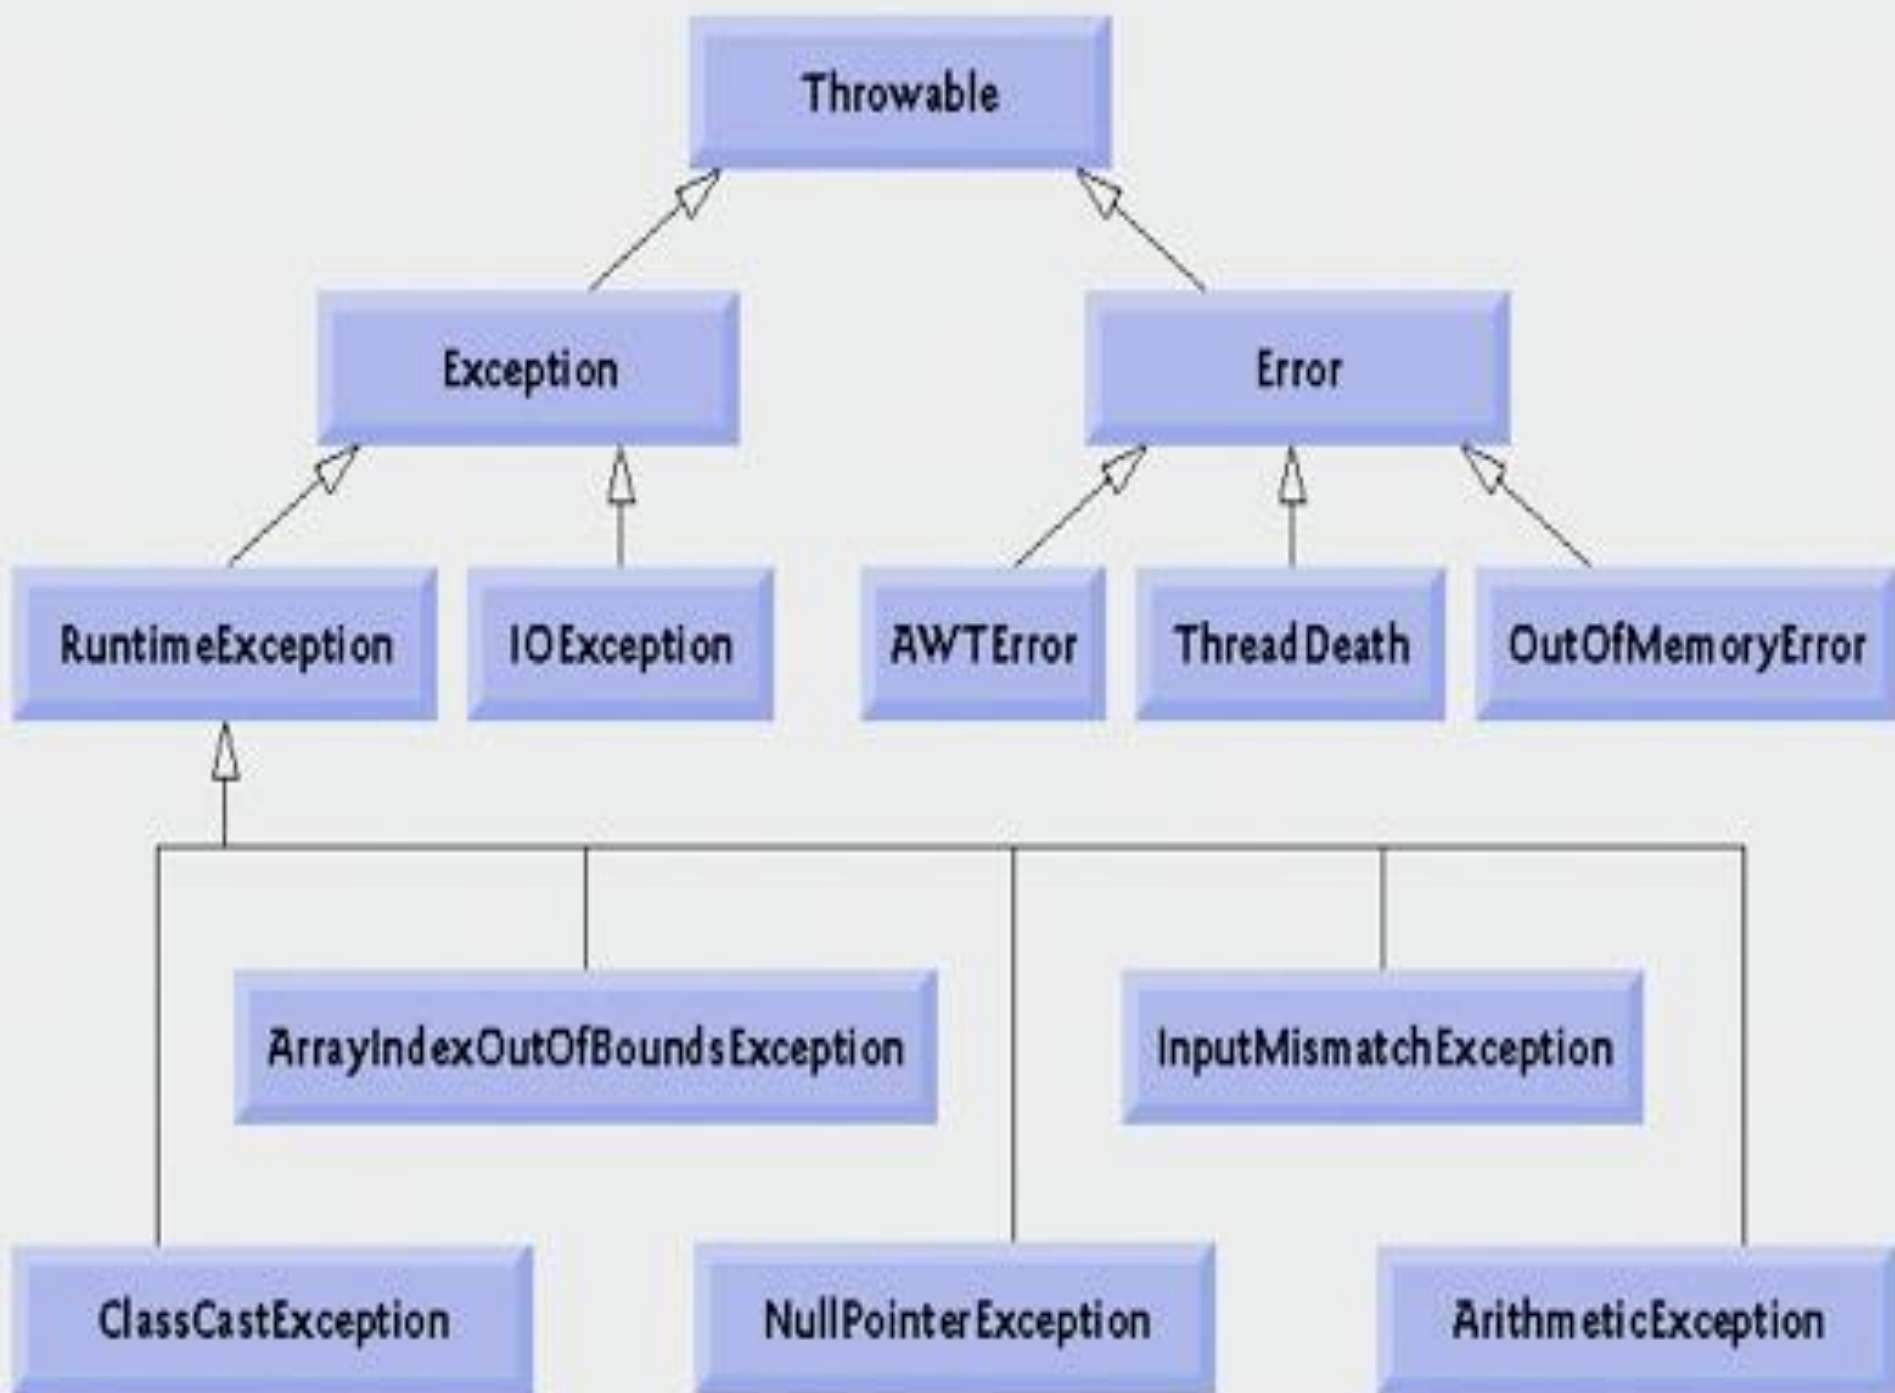 Throwable
Exception
Error
RuntimeException
IOException
AWTError
ThreadDeath
OutOfMemoryError
ArrayIndexOutOfBoundsException
InputMismatchException
ClassCastException
NullPointerException
ArithmeticException